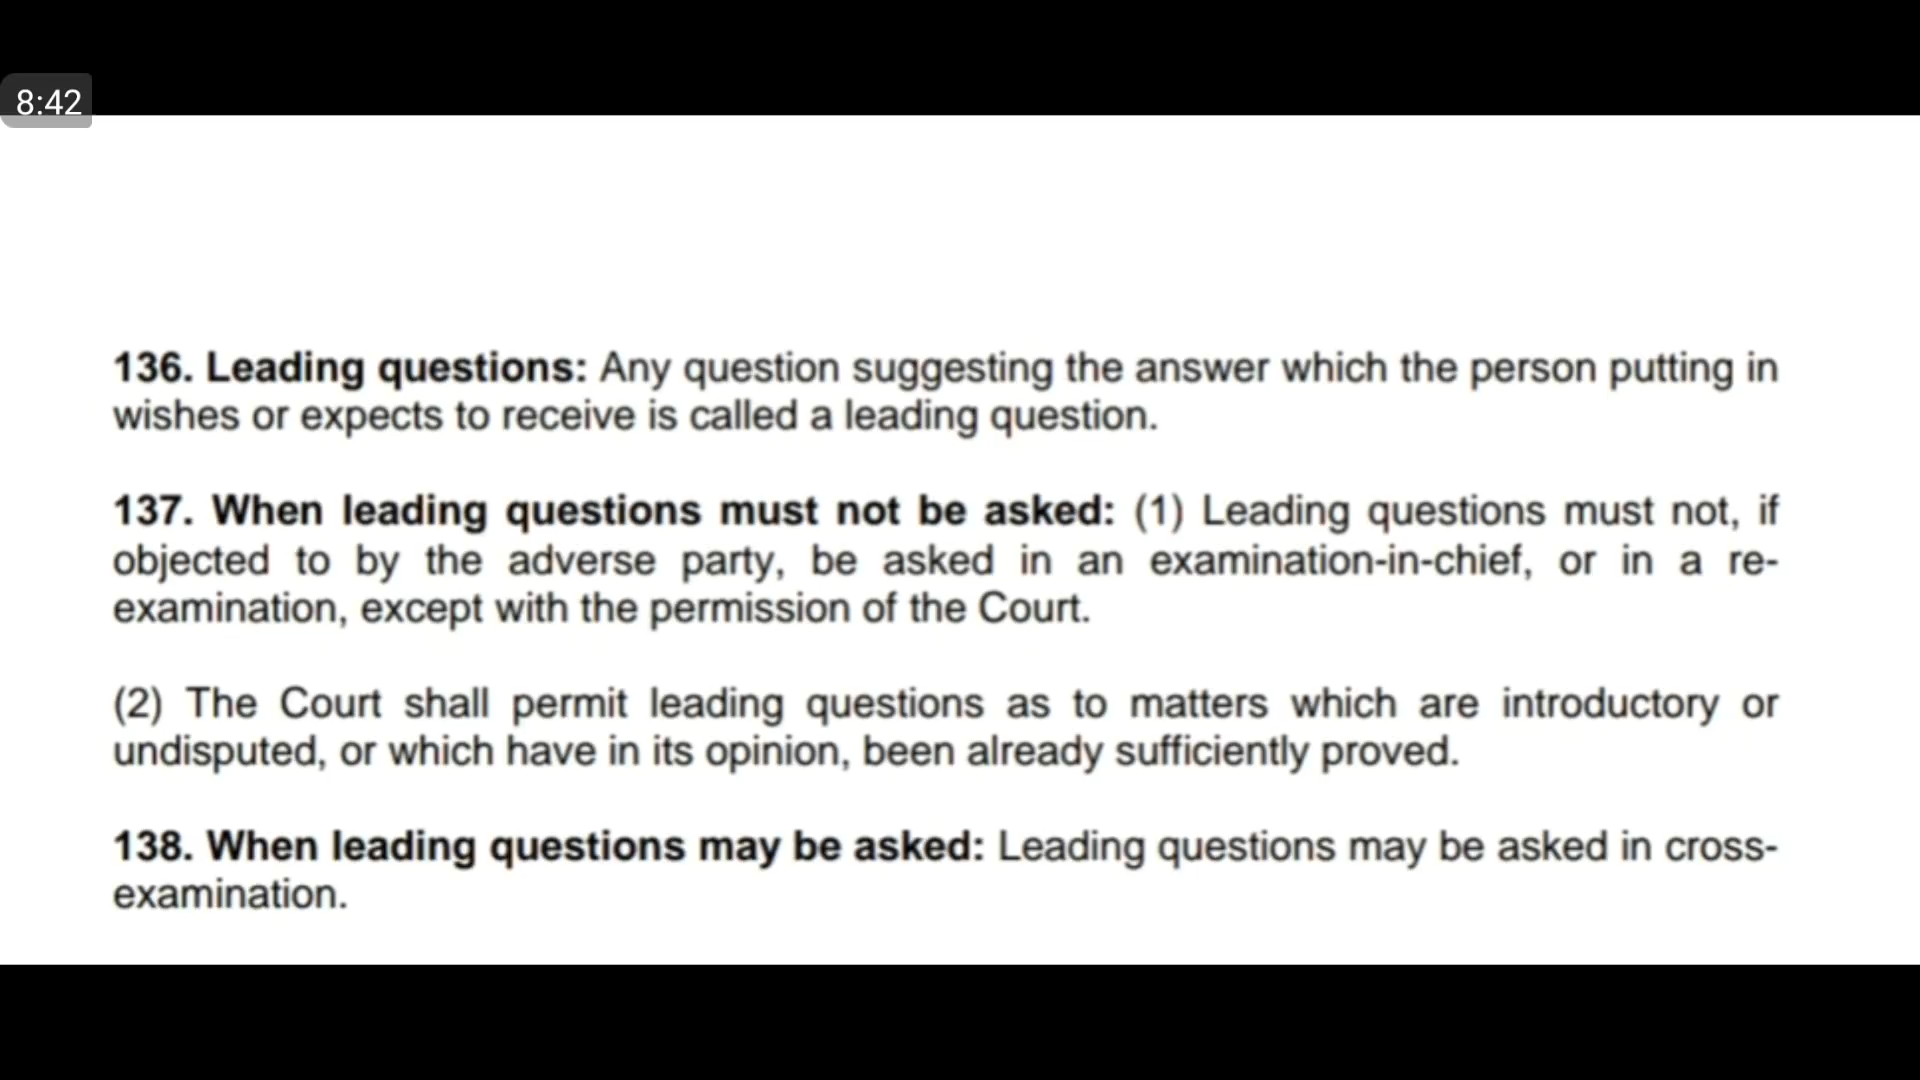 8:42
136. Leading questions: Any question suggesting the answer which the person putting in
wishes or expects to receive is called a leading question.
137. When leading questions must not be asked: (1) Leading questions must not, if
objected to by the adverse party, be asked in an examination-in-chief, or in a re-
examination, except with the permission of the Court.
(2) The Court shall permit leading questions as to matters which are introductory or
undisputed, or which have in its opinion, been already sufficiently proved.
138. When leading questions may be asked: Leading questions may be asked in cross-
examination.